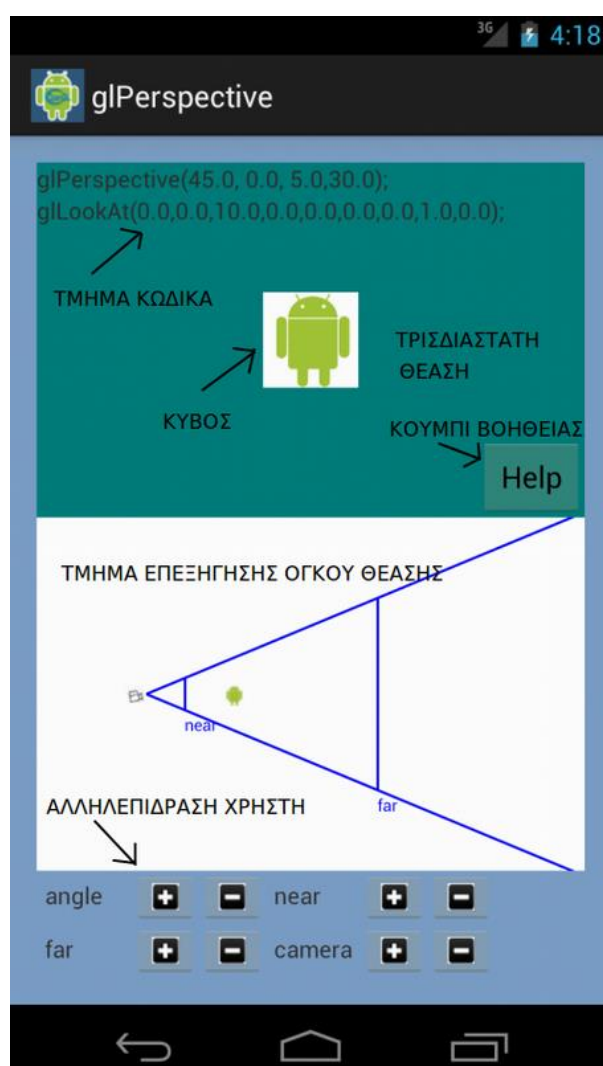 3G 4:18
glPerspective
glPerspective(45.0, 0.0, 5.0,30.0);
glLookAt(0.0,0.0,10.0,0.0,0.0,0.0,0.0,1.0,0.0);
ΤΜΗΜΑ ΚΩΔΙΚΑ
ΤΡΙΣΔΙΑΣΤΑΤΗ
ΘΕΑΣΗ
ΚΥΒΟΣ
ΚΟΥΜΠΙ ΒΟΗΘΕΙΑΣ
Help
ΤΜΗΜΑ ΕΠΕΞΗΓΗΣΗΣ ΟΓΚΟΥ ΘΕΑΣΗΣ
near
far
ΑΛΛΗΛΕΠΙΔΡΑΣΗ ΧΡΗΣΤΗ
angle + - near + -
far + - camera + -